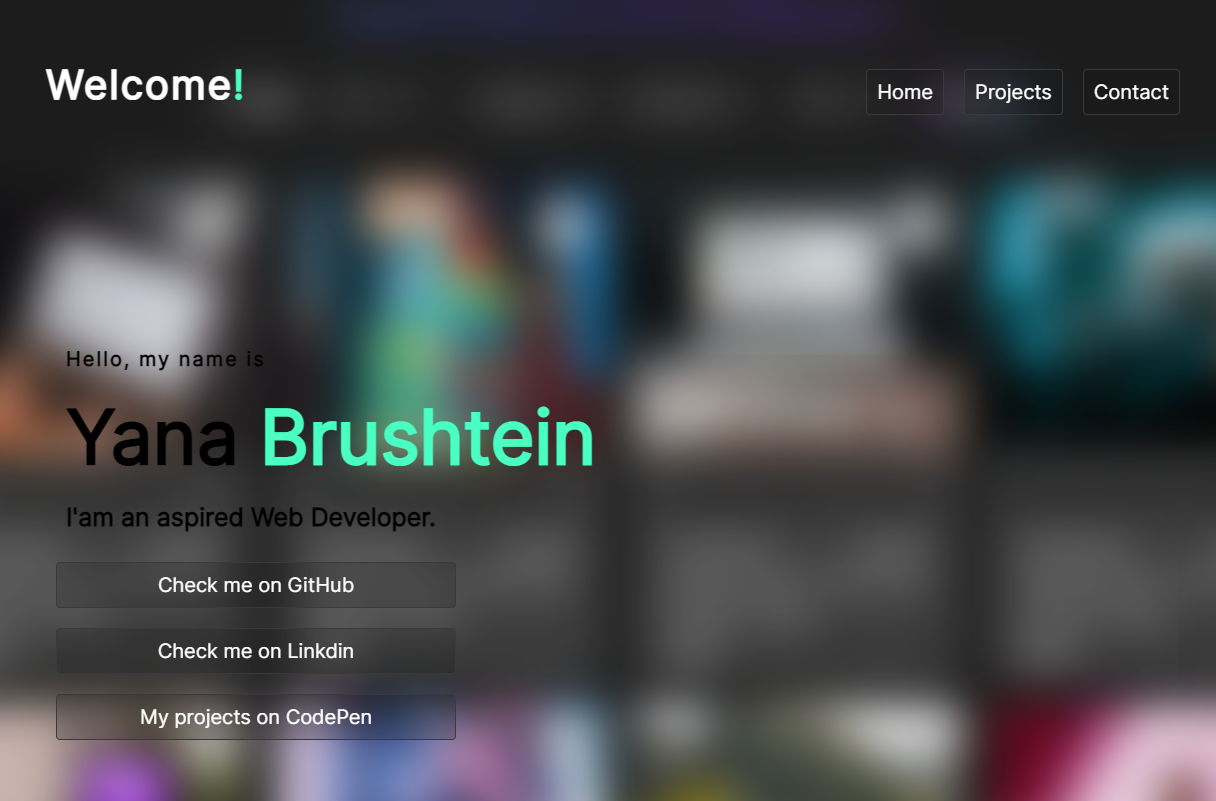 Welcome!
Home Projects Contact
Hello, my name is
Yana Brushtein
I'am an aspired Web Developer.
Check me on GitHub
Check me on Linkdin
My projects on CodePen